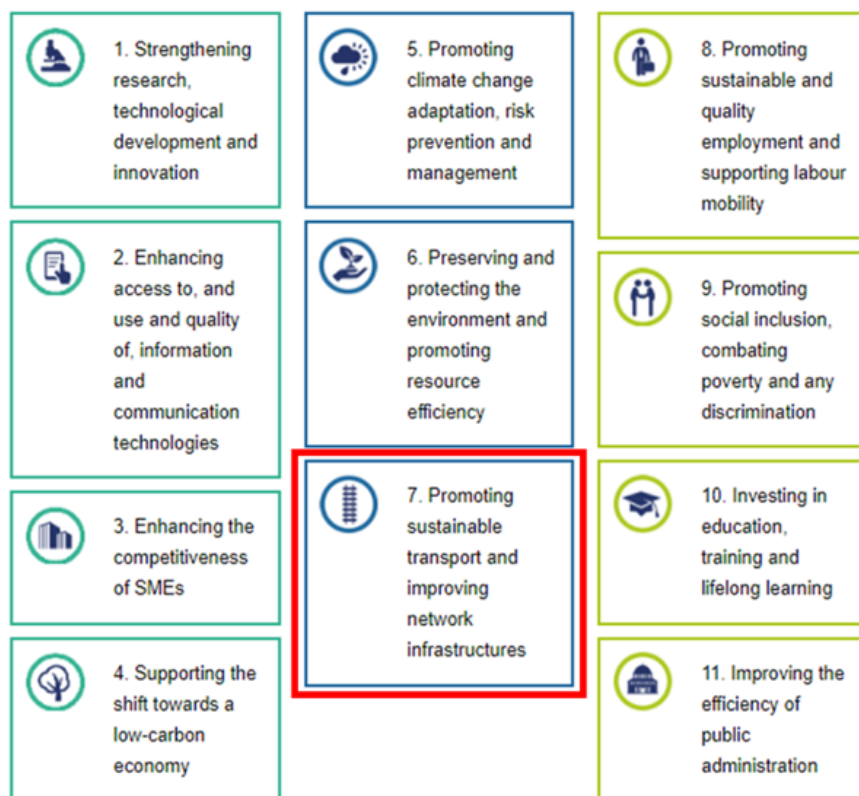 1. Strengthening
research,
technological
development and
innovation
2. Enhancing
access to, and
use and quality
of, information
and
communication
technologies
3. Enhancing the
competitiveness
of SMEs
4. Supporting the
shift towards a
low-carbon
economy
5. Promoting
climate change
adaptation, risk
prevention and
management
6. Preserving and
protecting the
environment and
promoting
resource
efficiency
7. Promoting
sustainable
transport and
improving
network
infrastructures
8. Promoting
sustainable and
quality
employment and
supporting labour
mobility
9. Promoting
social inclusion,
combating
poverty and any
discrimination
10. Investing in
education,
training and
lifelong learning
11. Improving the
efficiency of
public
administration